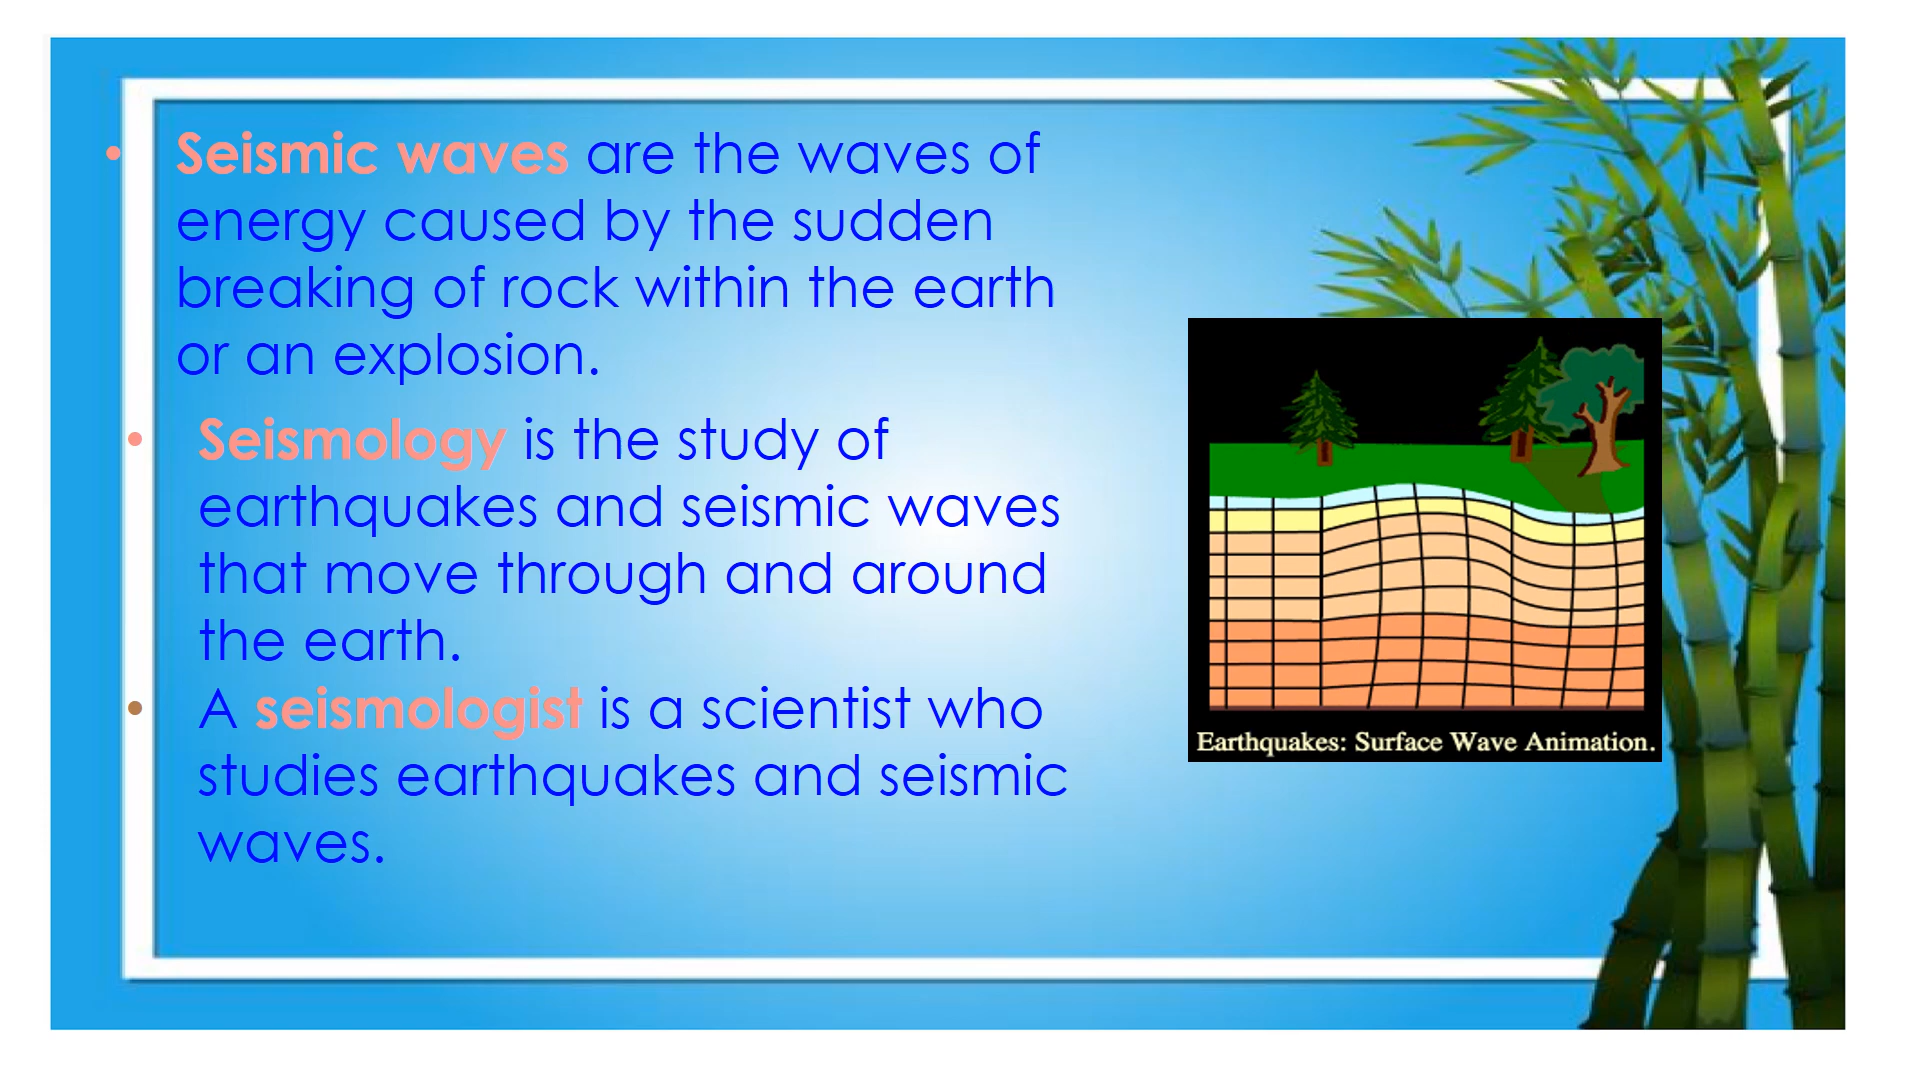 • Seismic waves are the waves of
energy caused by the sudden
breaking of rock within the earth
or an explosion.
• Seismology is the study of
earthquakes and seismic waves
that move through and around
the earth.
• A seismologist is a scientist who
studies earthquakes and seismic
waves.
Earthquakes: Surface Wave Animation.